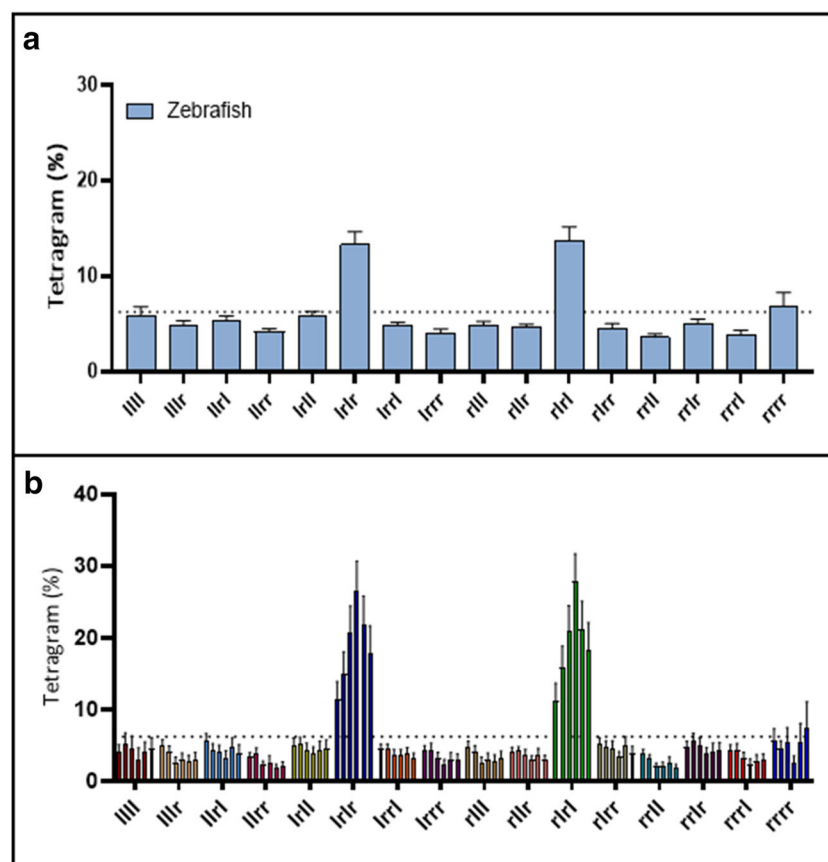 a
30
Zebrafish
20
10
0
Tetragram (%)
llll lllr llrl llrr lrll lrlr lrrl lrrr rlll rllr rlrl rlrr rrll rrlr rrrl rrrr
b
40
30
20
10
0
Tetragram (%)
llll lllr llrl llrr lrll lrlr lrrl lrrr rlll rllr rlrl rlrr rrll rrlr rrrl rrrr